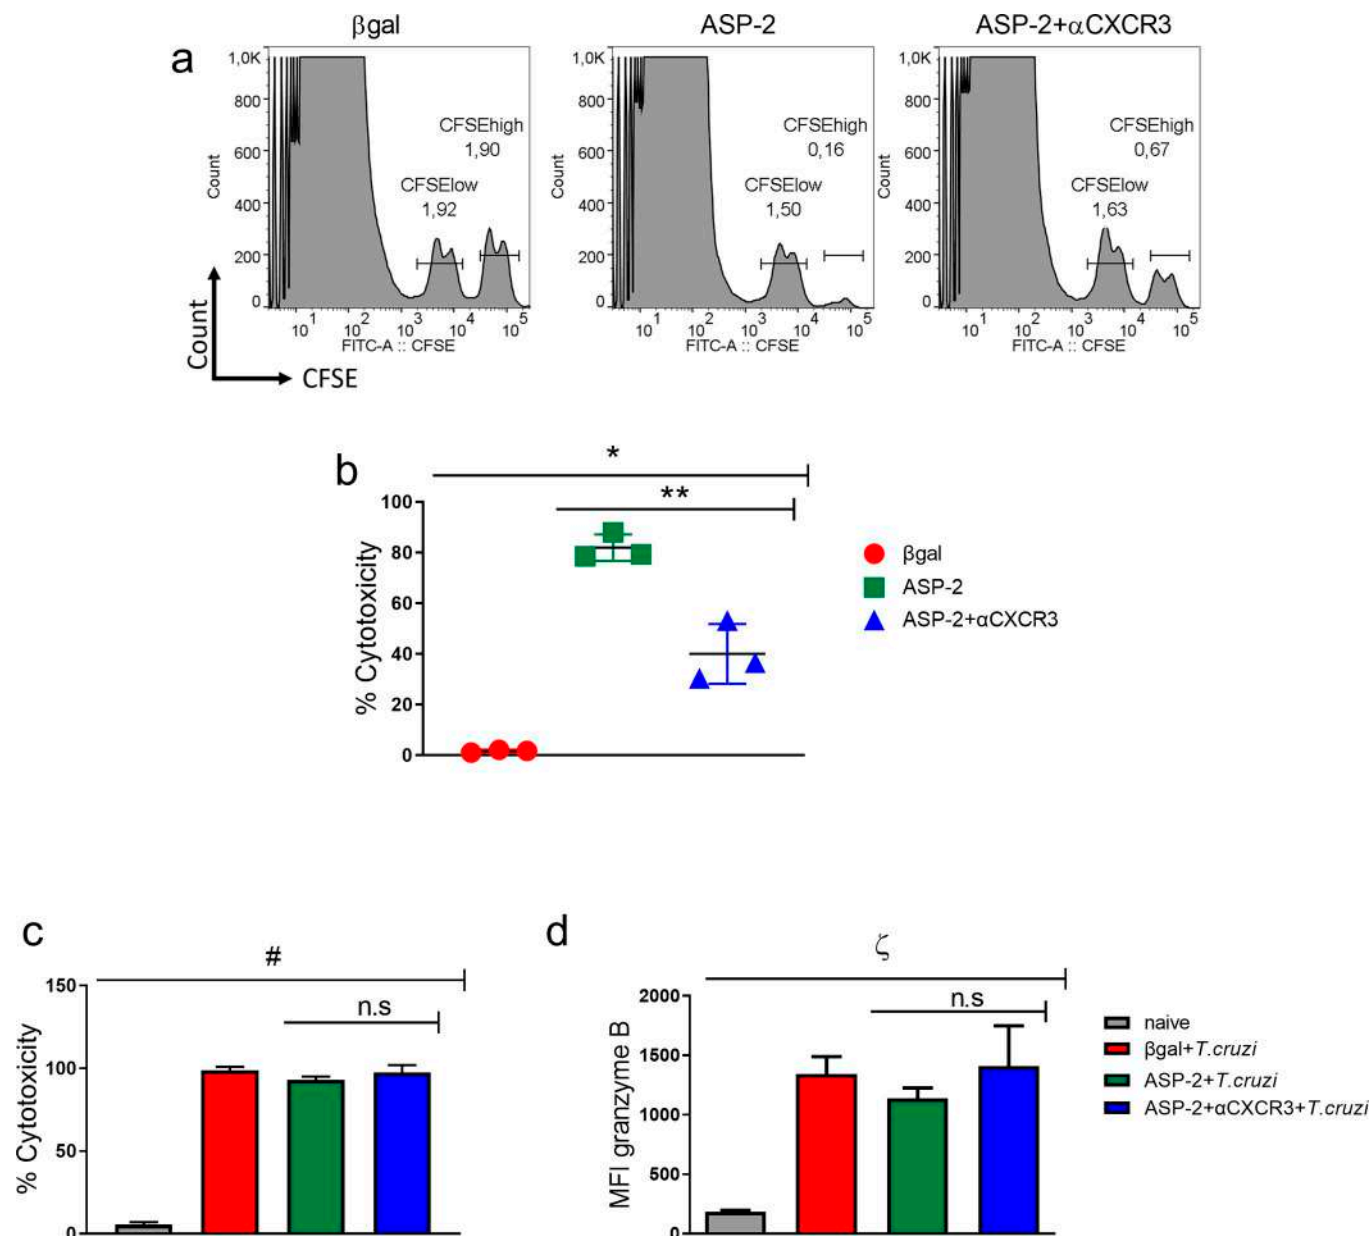 βgal
ASP-2
ASP-2+αCXCR3
a
1,0K
800
600
400
200
0
Count
CFSEhigh
1,90
CFSElow
1,92
10^1 10^2 10^3 10^4 10^5
FITC-A :: CFSE
1,0K
800
600
400
200
0
Count
CFSEhigh
0,16
CFSElow
1,50
10^1 10^2 10^3 10^4 10^5
FITC-A :: CFSE
1,0K
800
600
400
200
0
Count
CFSEhigh
0,67
CFSElow
1,63
10^1 10^2 10^3 10^4 10^5
FITC-A :: CFSE
Count
CFSE
b
*
**
100
80
60
40
20
0
% Cytotoxicity
βgal
ASP-2
ASP-2+αCXCR3
c
#
n.s
150
100
50
0
% Cytotoxicity
d
ζ
n.s
2000
1500
1000
500
0
MFI granzyme B
naive
βgal+T.cruzi
ASP-2+T.cruzi
ASP-2+αCXCR3+T.cruzi